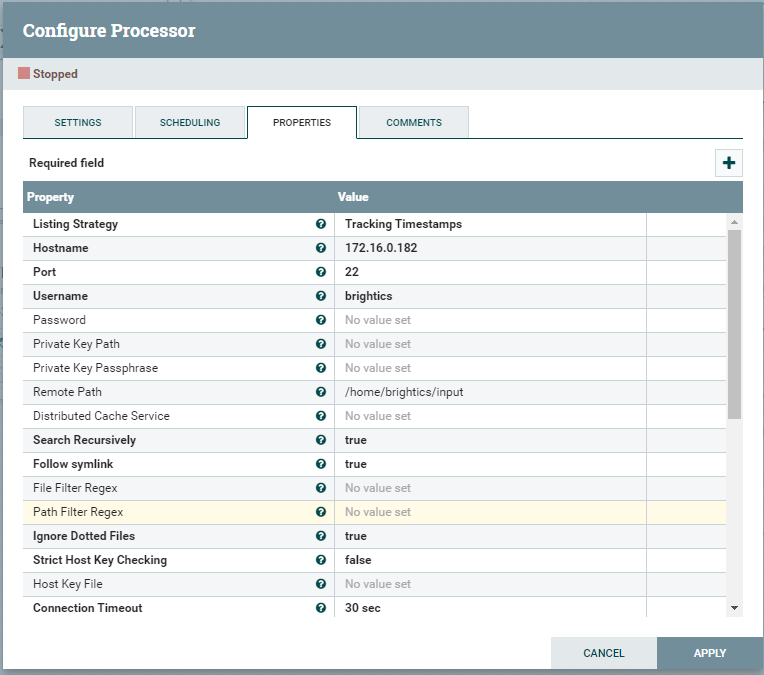 Configure Processor
Stopped
SETTINGS SCHEDULING PROPERTIES COMMENTS
Required field
Property Value
Listing Strategy Tracking Timestamps
Hostname 172.16.0.182
Port 22
Username brightics
Password No value set
Private Key Path No value set
Private Key Passphrase No value set
Remote Path /home/brightics/input
Distributed Cache Service No value set
Search Recursively true
Follow symlink true
File Filter Regex No value set
Path Filter Regex No value set
Ignore Dotted Files true
Strict Host Key Checking false
Host Key File No value set
Connection Timeout 30 sec
CANCEL APPLY